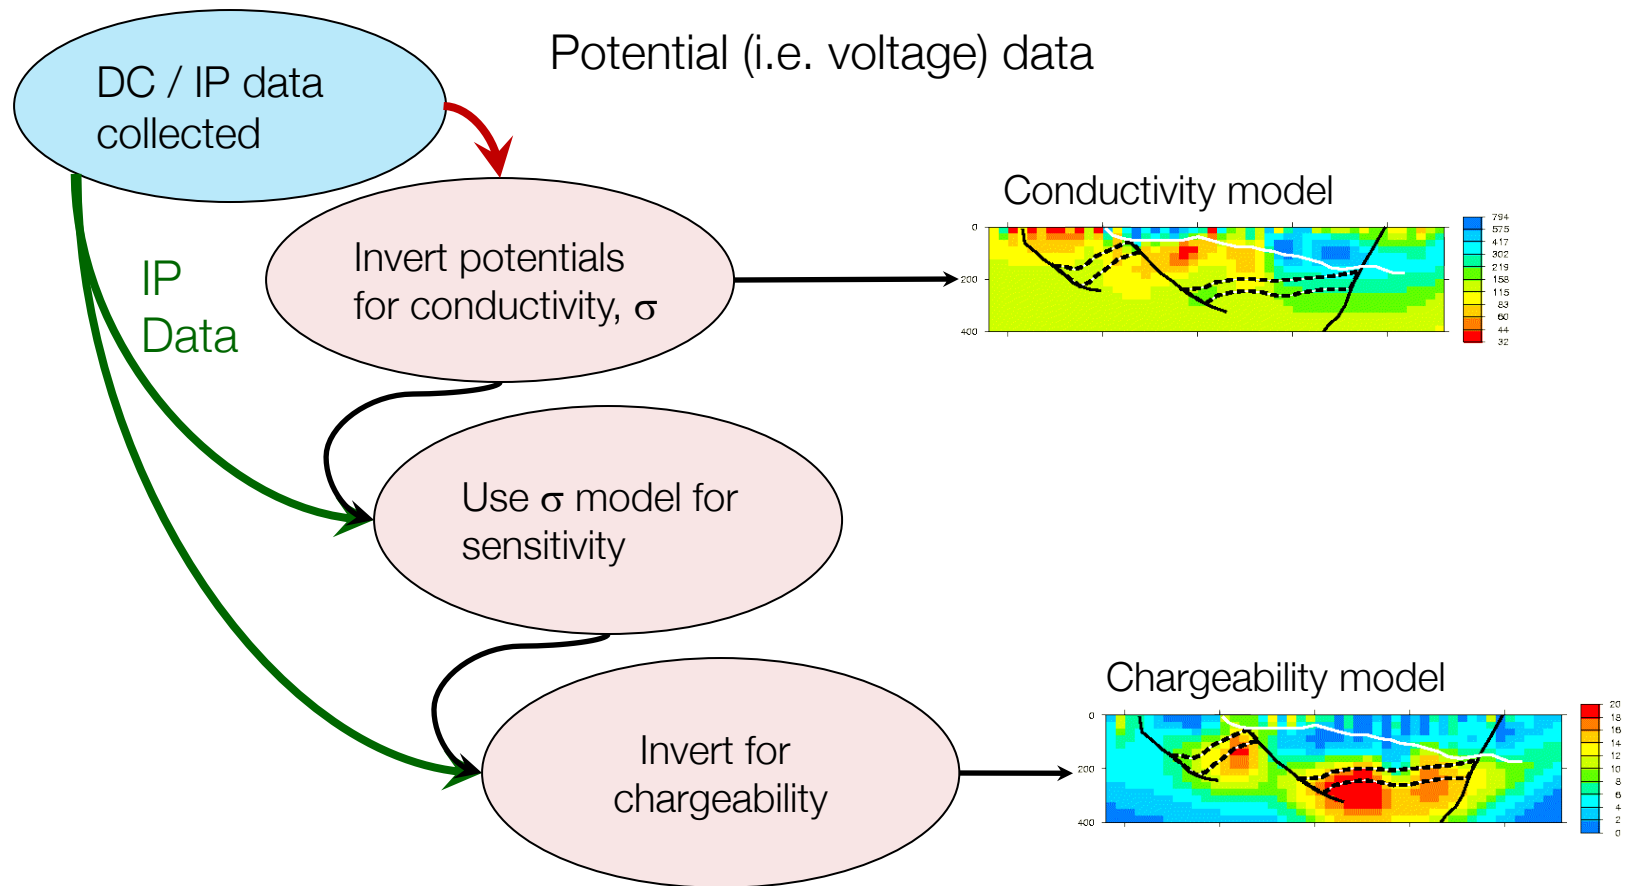 Potential (i.e. voltage) data
DC / IP data
collected
Conductivity model
Invert potentials
for conductivity, σ
IP
Data
0
200
400
794
575
417
302
219
158
115
83
60
44
32
Use σ model for
sensitivity
Chargeability model
Invert for
chargeability
0
200
400
20
18
16
14
12
10
8
6
4
2
0